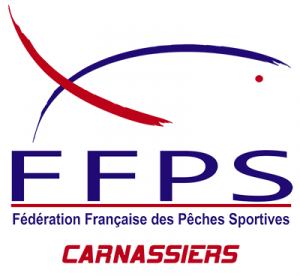 FFPS
Fédération Française des Pêches Sportives
CARNASSIERS